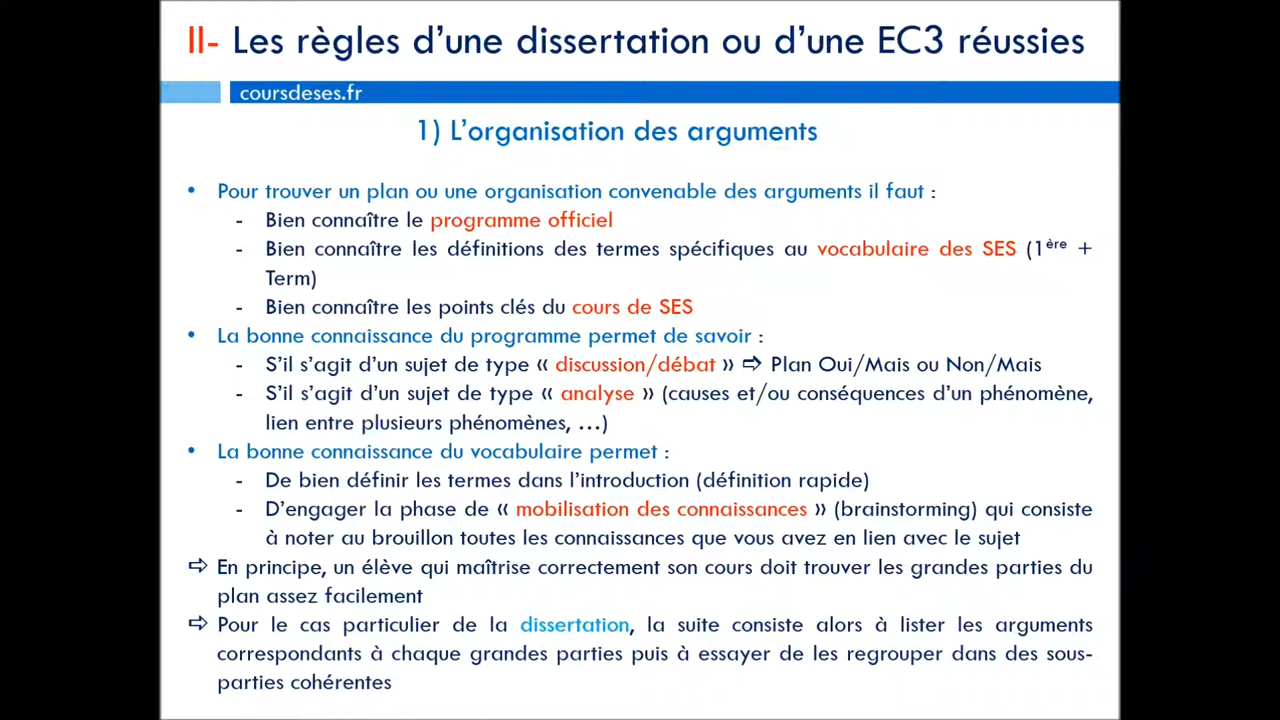 II- Les règles d'une dissertation ou d'une EC3 réussies
coursdeses.fr
1) L'organisation des arguments
• Pour trouver un plan ou une organisation convenable des arguments il faut :
- Bien connaître le programme officiel
- Bien connaître les définitions des termes spécifiques au vocabulaire des SES (1ère +
Term)
- Bien connaître les points clés du cours de SES
• La bonne connaissance du programme permet de savoir :
- S'il s'agit d'un sujet de type « discussion/débat » ⇨ Plan Oui/Mais ou Non/Mais
- S'il s'agit d'un sujet de type « analyse » (causes et/ou conséquences d'un phénomène,
lien entre plusieurs phénomènes, …)
• La bonne connaissance du vocabulaire permet :
- De bien définir les termes dans l'introduction (définition rapide)
- D'engager la phase de « mobilisation des connaissances » (brainstorming) qui consiste
à noter au brouillon toutes les connaissances que vous avez en lien avec le sujet
⇨ En principe, un élève qui maîtrise correctement son cours doit trouver les grandes parties du
plan assez facilement
⇨ Pour le cas particulier de la dissertation, la suite consiste alors à lister les arguments
correspondants à chaque grandes parties puis à essayer de les regrouper dans des sous-
parties cohérentes